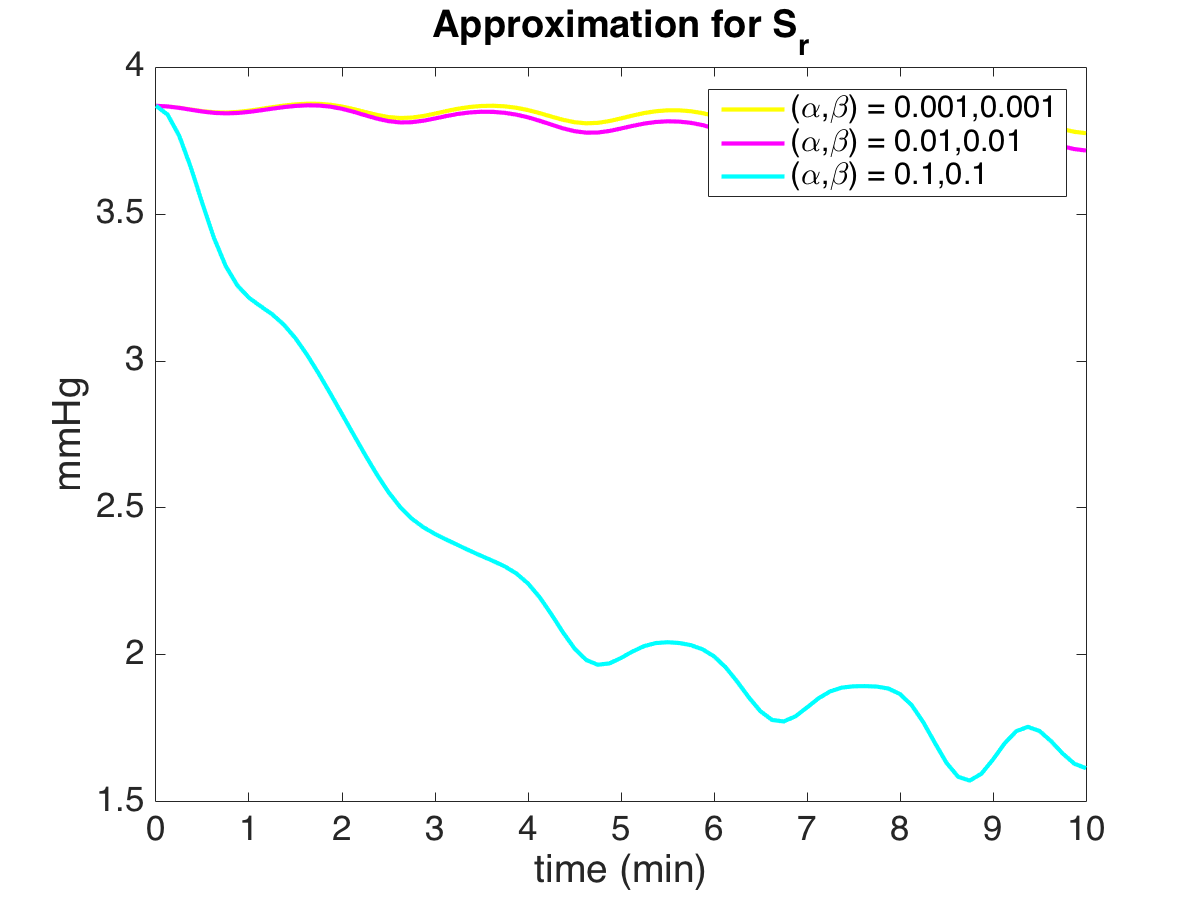 Approximation for Sr
4
3.5
3
2.5
2
1.5
mmHg
(α,β) = 0.001,0.001
(α,β) = 0.01,0.01
(α,β) = 0.1,0.1
0 1 2 3 4 5 6 7 8 9 10
time (min)